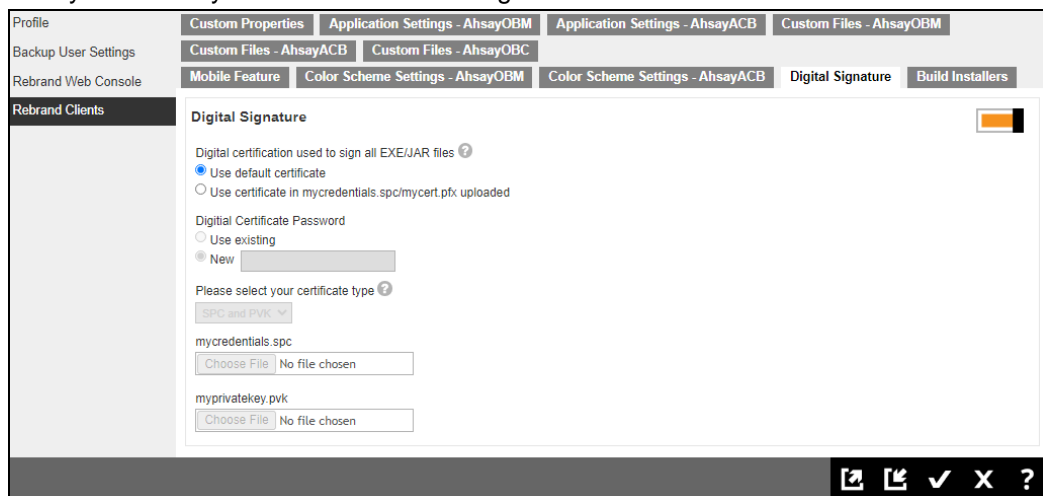 Profile
Backup User Settings
Rebrand Web Console
Rebrand Clients
Custom Properties Application Settings - AhsayOBM Application Settings - AhsayACB Custom Files - AhsayOBM
Custom Files - AhsayACB Custom Files - AhsayOBC
Mobile Feature Color Scheme Settings - AhsayOBM Color Scheme Settings - AhsayACB Digital Signature Build Installers
Digital Signature
Digital certification used to sign all EXE/JAR files ?
Use default certificate
Use certificate in mycredentials.spc/mycert.pfx uploaded
Digitial Certificate Password
Use existing
New
Please select your certificate type ?
SPC and PVK
mycredentials.spc
Choose File No file chosen
myprivatekey.pvk
Choose File No file chosen
X ?